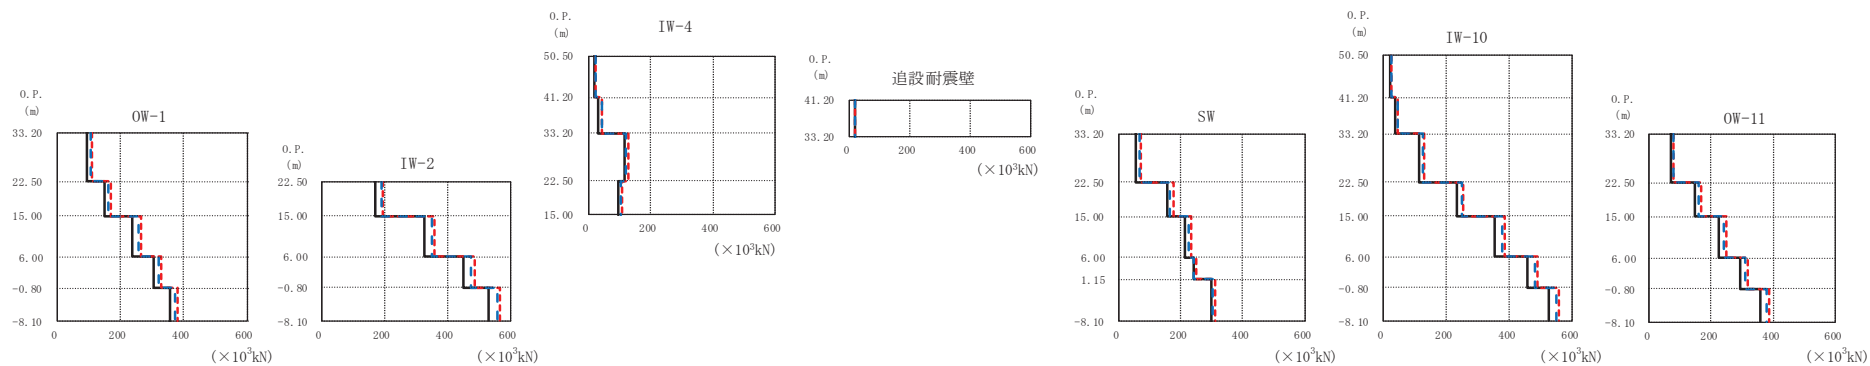 O.P.
(m)
OW-1
33.20
22.50
15.00
6.00
-0.80
-8.10
0
200
400
600
(×10³kN)
O.P.
(m)
IW-2
22.50
15.00
6.00
-0.80
-8.10
0
200
400
600
(×10³kN)
O.P.
(m)
IW-4
50.50
41.20
33.20
22.50
15.00
0
200
400
600
(×10³kN)
O.P.
(m)
追設耐震壁
41.20
33.20
0
200
400
600
(×10³kN)
O.P.
(m)
SW
33.20
22.50
15.00
6.00
1.15
-8.10
0
200
400
600
(×10³kN)
O.P.
(m)
IW-10
50.50
41.20
33.20
22.50
15.00
6.00
-0.80
-8.10
0
200
400
600
(×10³kN)
O.P.
(m)
OW-11
33.20
22.50
15.00
6.00
-0.80
-8.10
0
200
400
600
(×10³kN)